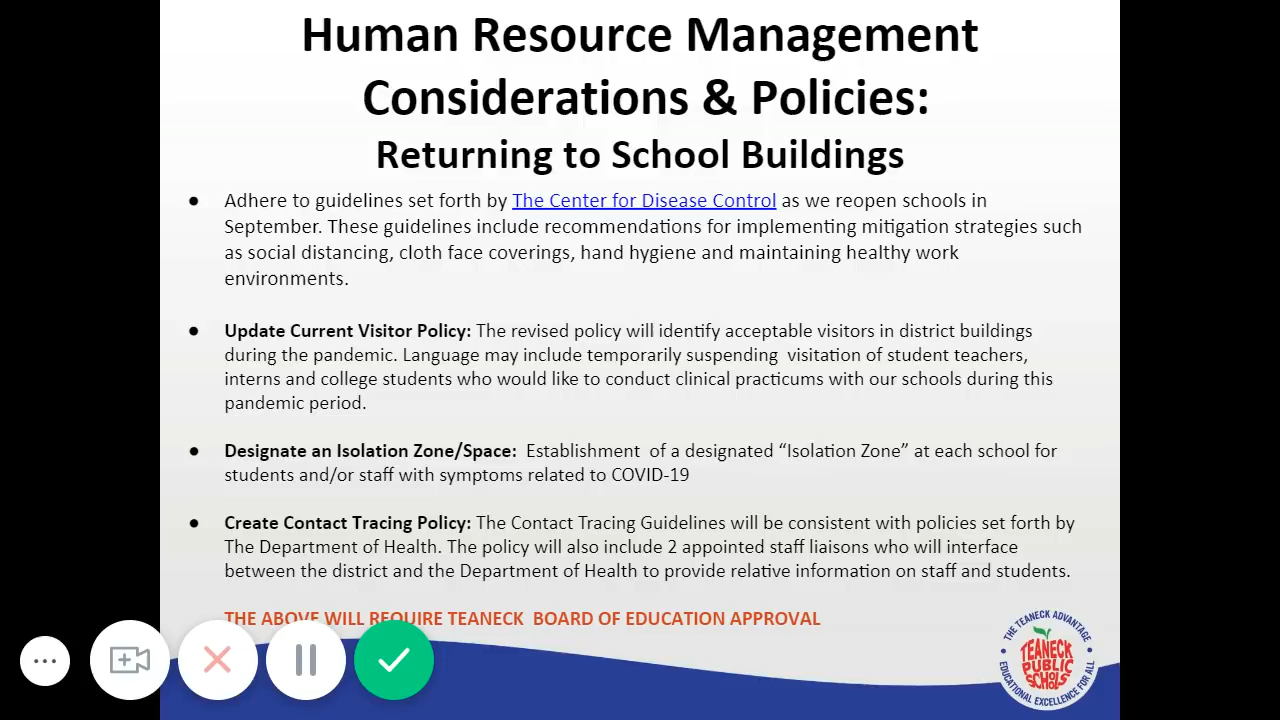 Human Resource Management
Considerations & Policies:
Returning to School Buildings
● Adhere to guidelines set forth by The Center for Disease Control as we reopen schools in
September. These guidelines include recommendations for implementing mitigation strategies such
as social distancing, cloth face coverings, hand hygiene and maintaining healthy work
environments.
● Update Current Visitor Policy: The revised policy will identify acceptable visitors in district buildings
during the pandemic. Language may include temporarily suspending  visitation of student teachers,
interns and college students who would like to conduct clinical practicums with our schools during this
pandemic period.
● Designate an Isolation Zone/Space:  Establishment  of a designated “Isolation Zone” at each school for
students and/or staff with symptoms related to COVID-19
● Create Contact Tracing Policy: The Contact Tracing Guidelines will be consistent with policies set forth by
The Department of Health. The policy will also include 2 appointed staff liaisons who will interface
between the district and the Department of Health to provide relative information on staff and students.
THE ABOVE WILL REQUIRE TEANECK  BOARD OF EDUCATION APPROVAL
THE TEANECK ADVANTAGE
TEANECK
PUBLIC
SCHOOLS
EDUCATIONAL EXCELLENCE FOR ALL